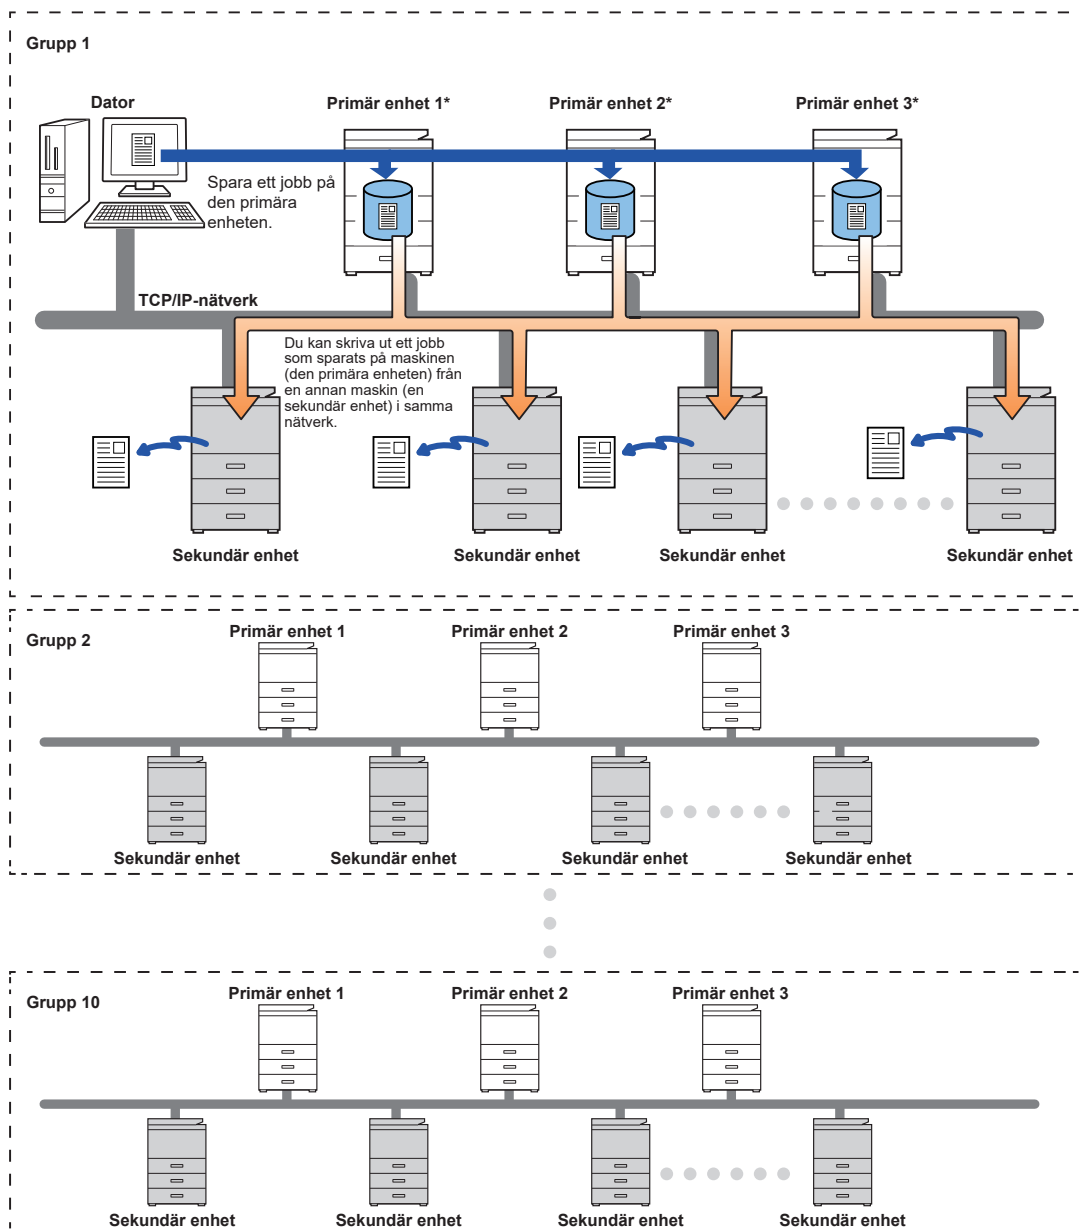 Grupp 1
Dator
Primär enhet 1*
Primär enhet 2*
Primär enhet 3*
Spara ett jobb på
den primära
enheten.
TCP/IP-nätverk
Du kan skriva ut ett jobb
som sparats på maskinen
(den primära enheten) från
en annan maskin (en
sekundär enhet) i samma
nätverk.
Sekundär enhet
Sekundär enhet
Sekundär enhet
Sekundär enhet
Grupp 2
Primär enhet 1
Primär enhet 2
Primär enhet 3
Sekundär enhet
Sekundär enhet
Sekundär enhet
Sekundär enhet
Grupp 10
Primär enhet 1
Primär enhet 2
Primär enhet 3
Sekundär enhet
Sekundär enhet
Sekundär enhet
Sekundär enhet